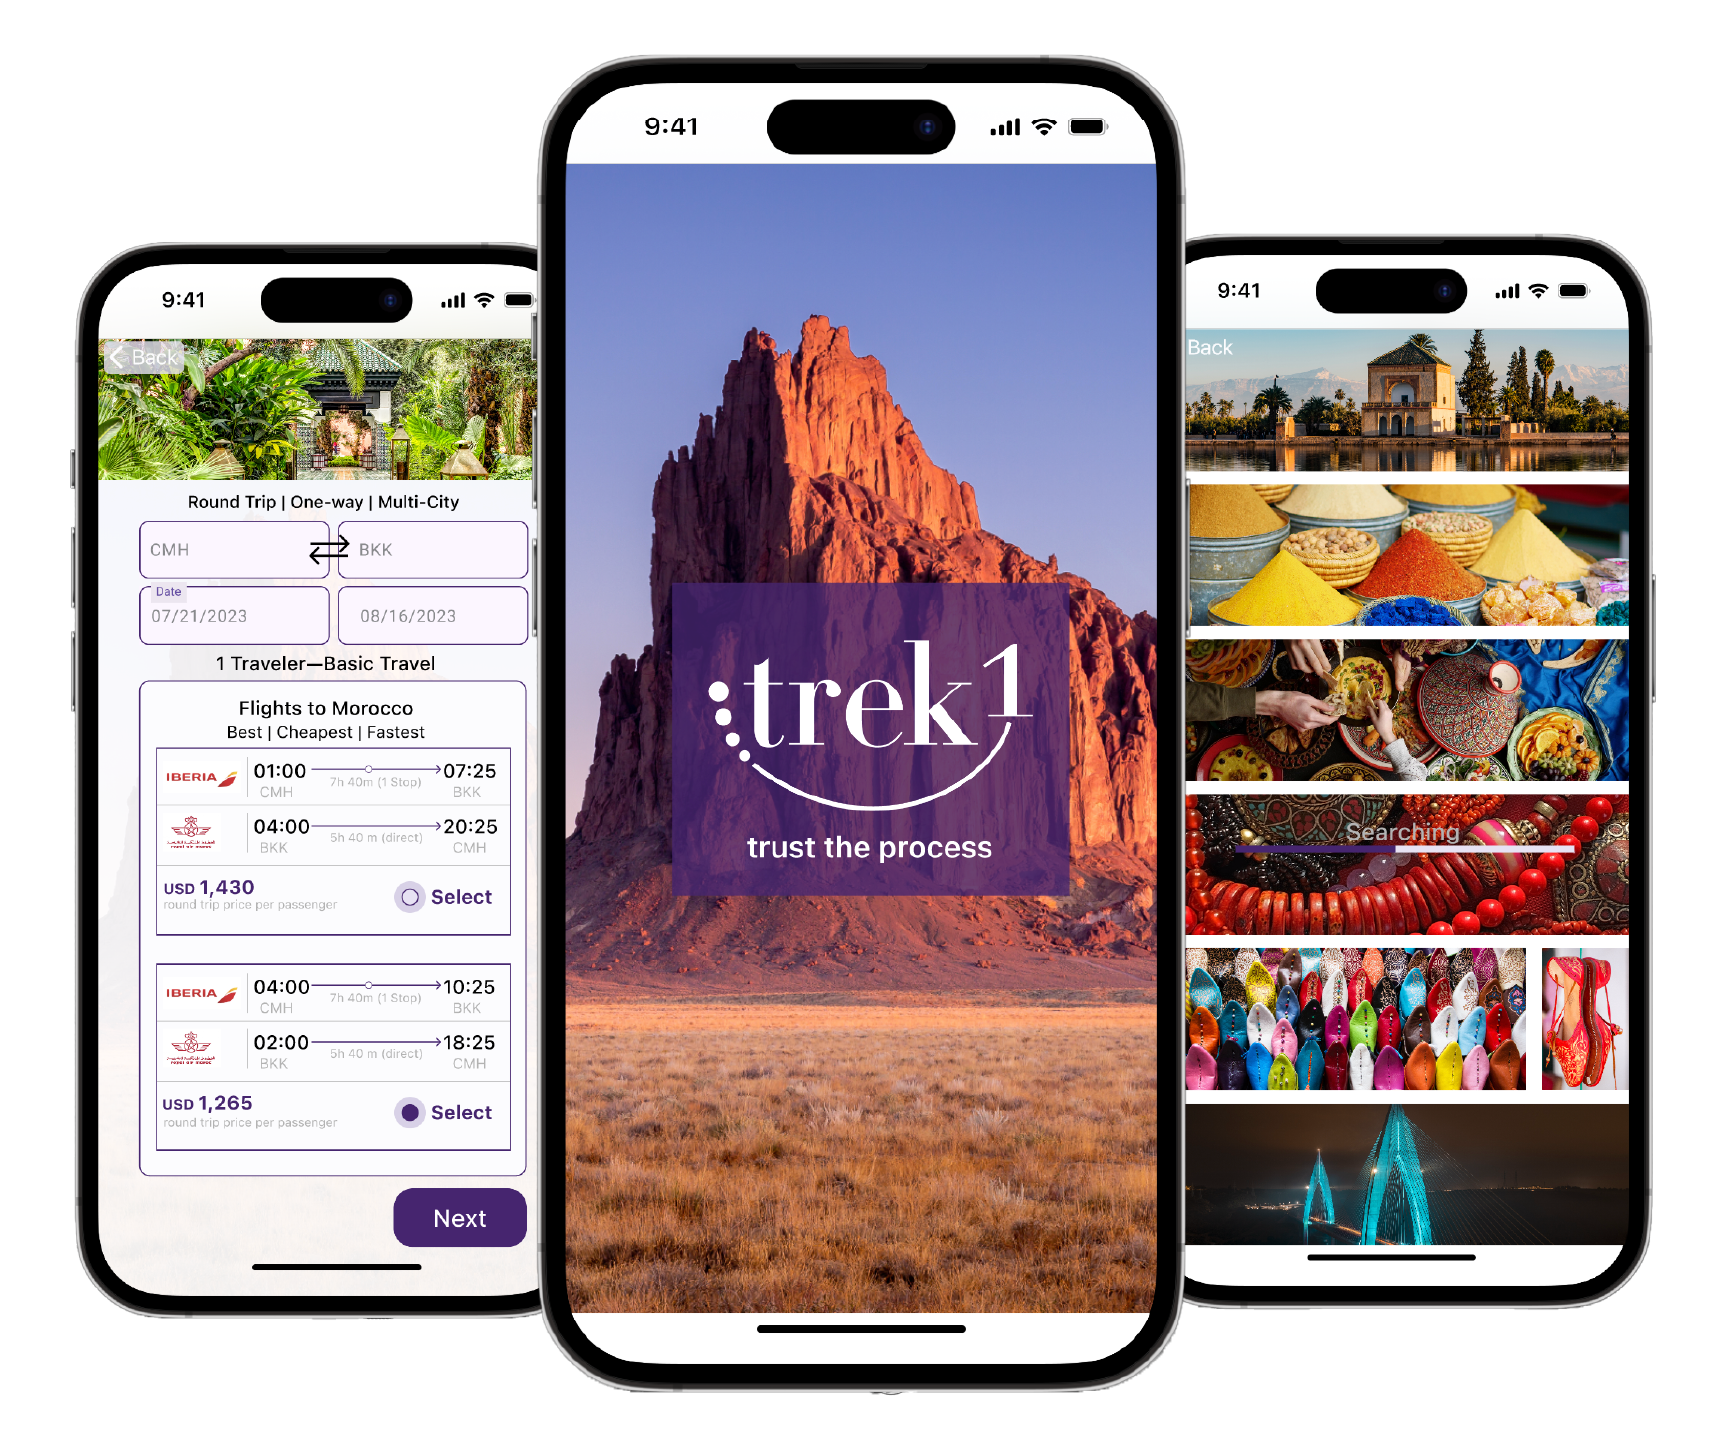 9:41
Back
Round Trip | One-way | Multi-City
CMH
BKK
Date
07/21/2023
08/16/2023
1 Traveler—Basic Travel
Flights to Morocco
Best | Cheapest | Fastest
IBERIA
01:00
07:25
7h 40m (1 Stop)
CMH
BKK
04:00
20:25
5h 40 m (direct)
BKK
CMH
USD 1,430
round trip price per passenger
Select
IBERIA
04:00
10:25
7h 40m (1 Stop)
CMH
BKK
02:00
18:25
5h 40 m (direct)
BKK
CMH
USD 1,265
round trip price per passenger
Select
Next
9:41
trek1
trust the process
9:41
Back
Searching